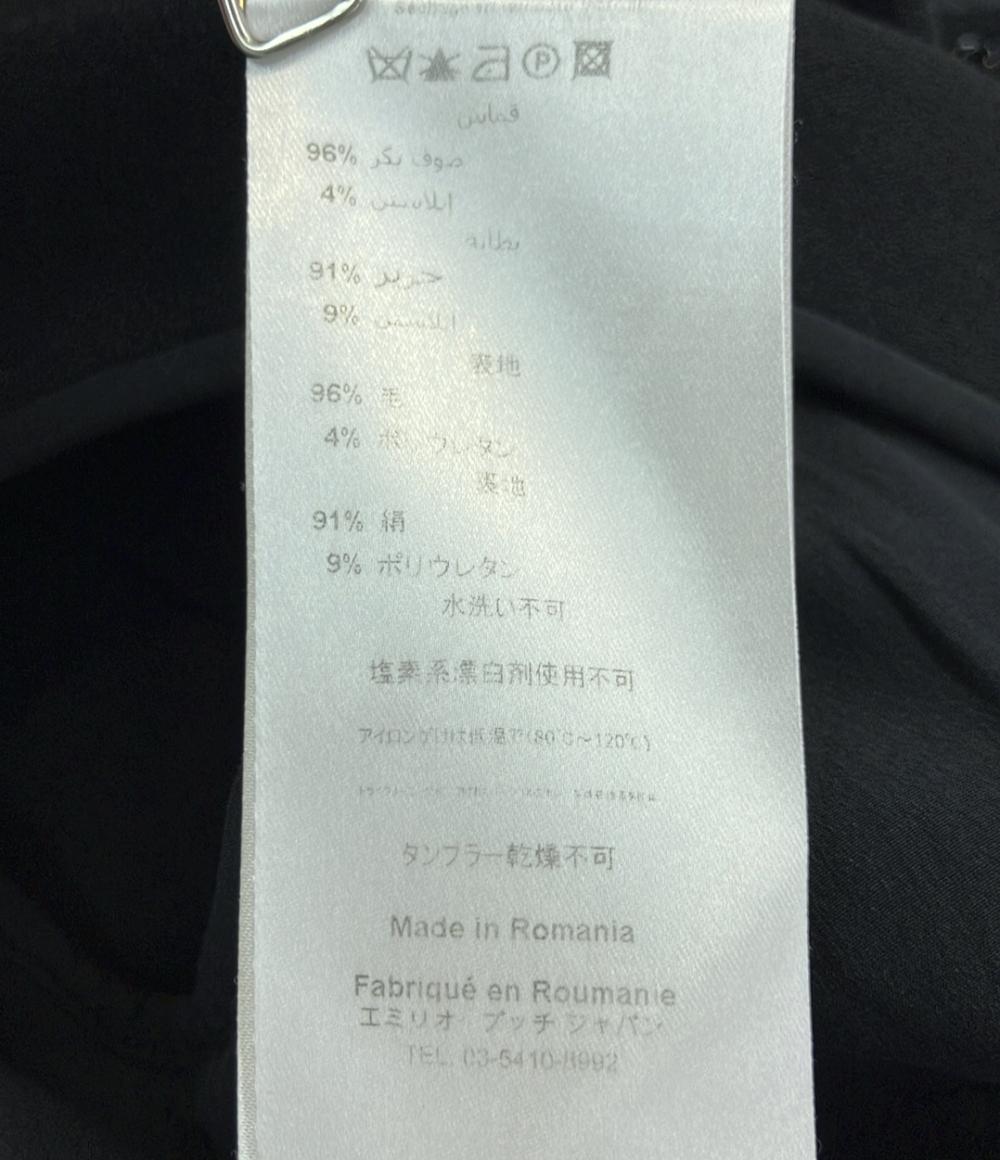 قماش
96% صوف بكر
4% ايلاستين
بطانة
91% حرير
9% ايلاستين
表地
96% 毛
4% ポ ウレタン
裏地
91% 絹
9% ポリウレタン
水洗い不可
塩素系漂白剤使用不可
アイロンがけは低温で(80℃～120℃)
タンブラー乾燥不可
Made in Romania
Fabriqué en Roumanie
エミリオ プッチ ジャパン
TEL. 03-5410-8992